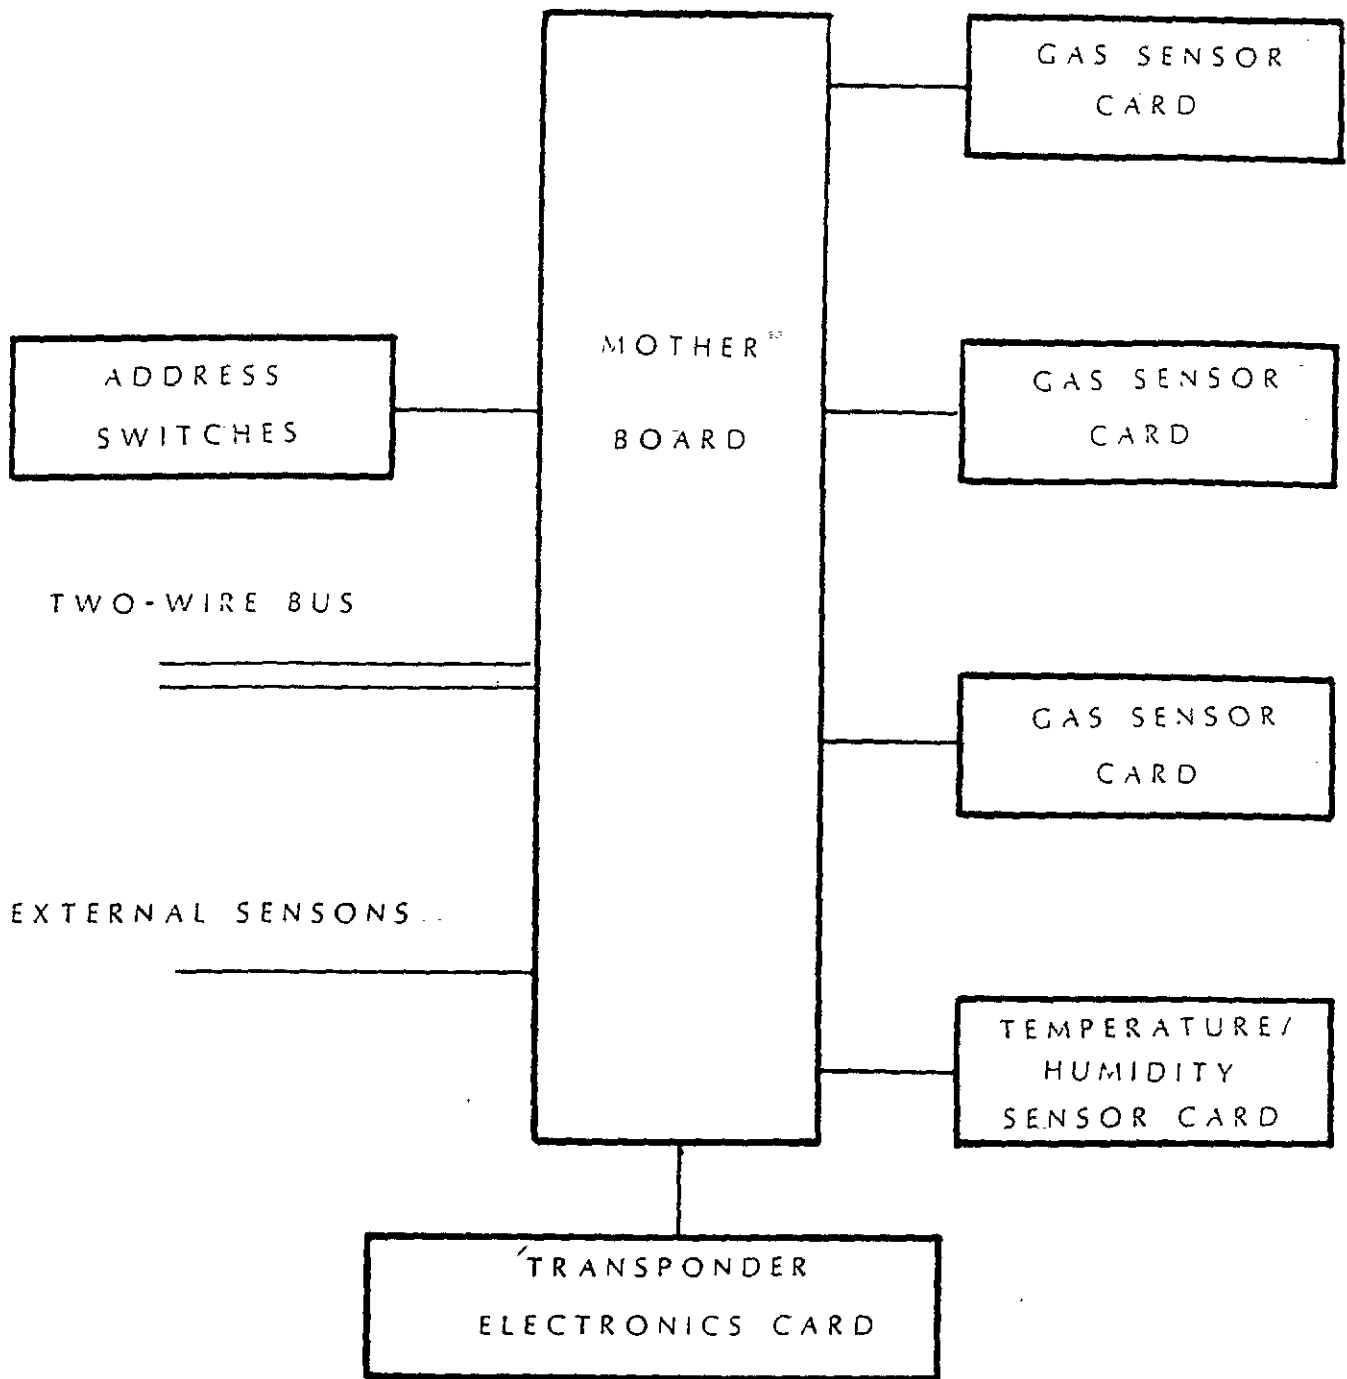 GAS SENSOR
CARD
MOTHER
BOARD
ADDRESS
SWITCHES
GAS SENSOR
CARD
TWO-WIRE BUS
GAS SENSOR
CARD
EXTERNAL SENSONS
TEMPERATURE/
HUMIDITY
SENSOR CARD
TRANSPONDER
ELECTRONICS CARD